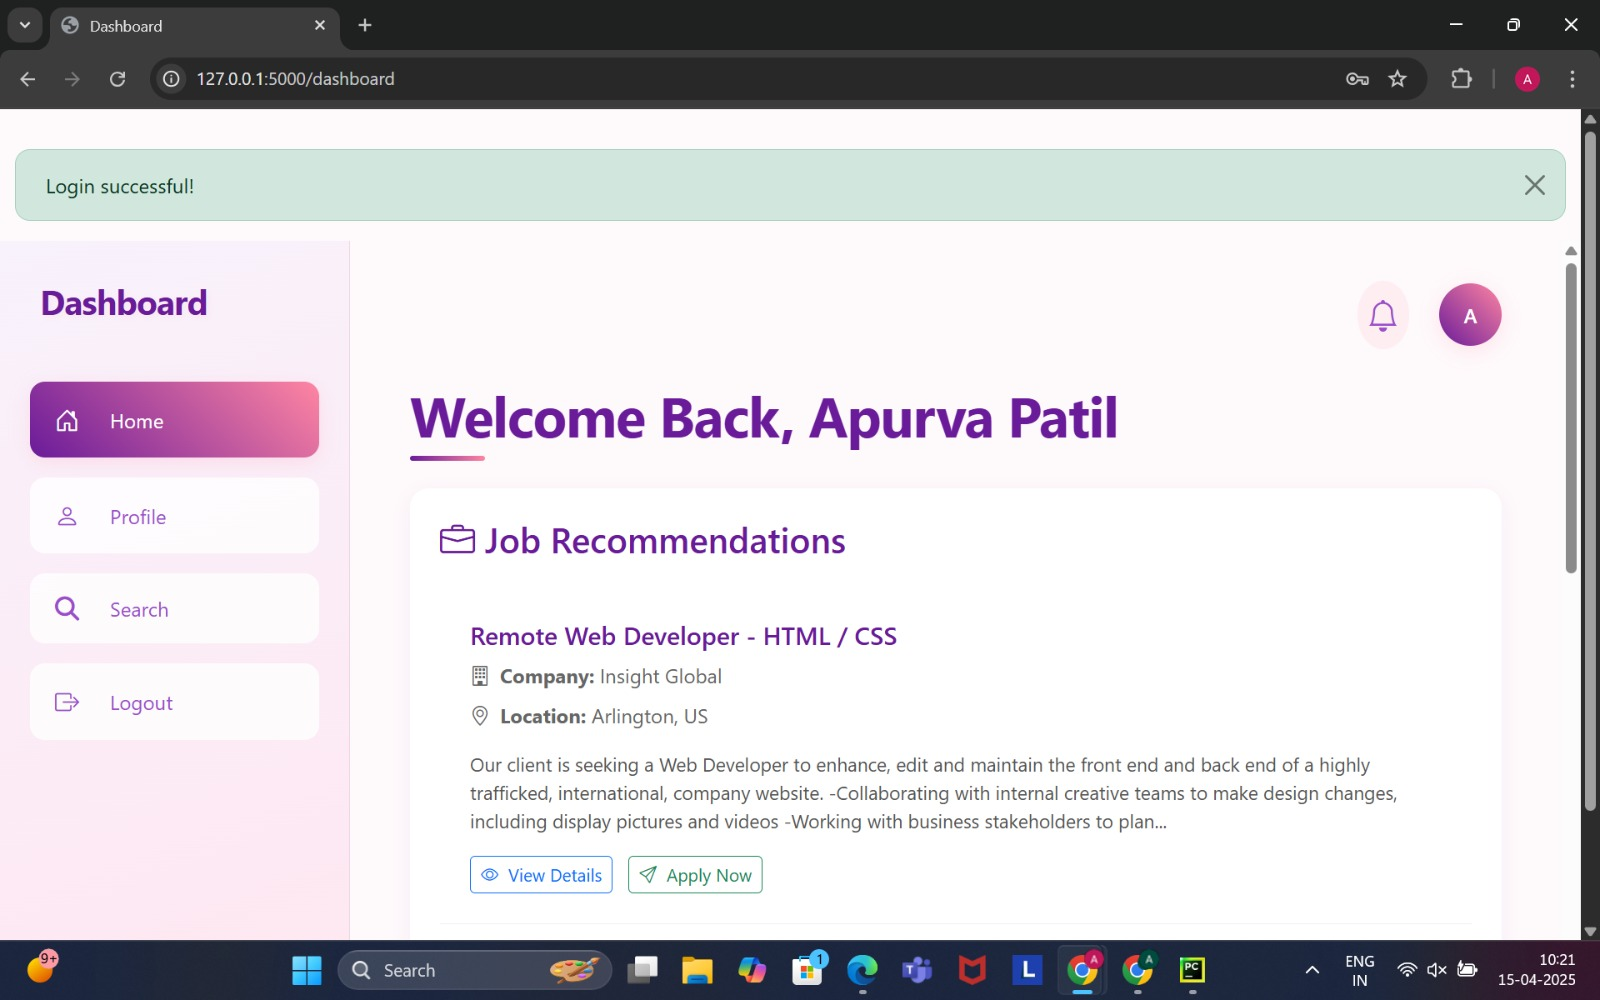 Dashboard
127.0.0.1:5000/dashboard
A
Login successful!
Dashboard
A
Home
Welcome Back, Apurva Patil
Profile
Job Recommendations
Search
Remote Web Developer - HTML / CSS
Company: Insight Global
Logout
Location: Arlington, US
Our client is seeking a Web Developer to enhance, edit and maintain the front end and back end of a highly
trafficked, international, company website. -Collaborating with internal creative teams to make design changes,
including display pictures and videos -Working with business stakeholders to plan...
View Details
Apply Now
9+
Search
1
T
L
A
A
PC
ENG
IN
10:21
15-04-2025